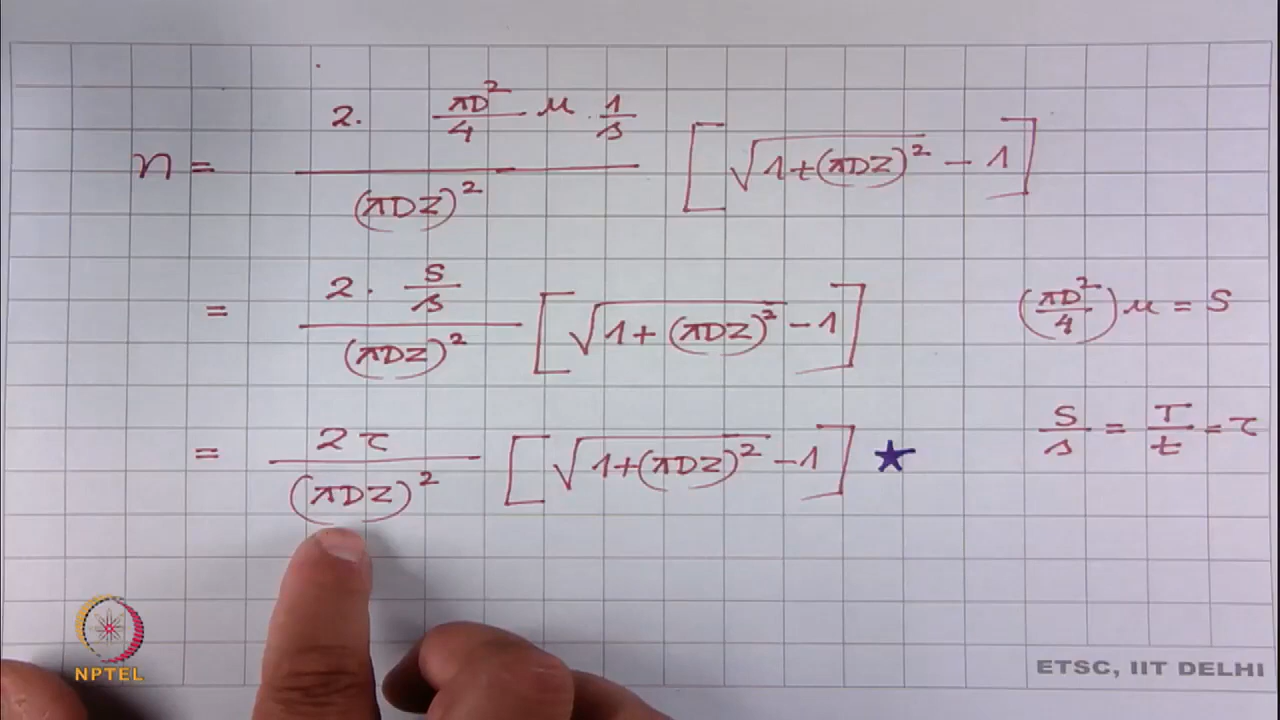 n = 2 · (πD²/4) μ · 1/s / (πDZ)² [√(1+(πDZ)²) − 1]
= 2 · S/s / (πDZ)² [√(1+(πDZ)²) − 1]
(πD²/4) μ = S
= 2τ / (πDZ)² [√(1+(πDZ)²) − 1] ★
S/s = T/t = τ
NPTEL
ETSC, IIT DELHI